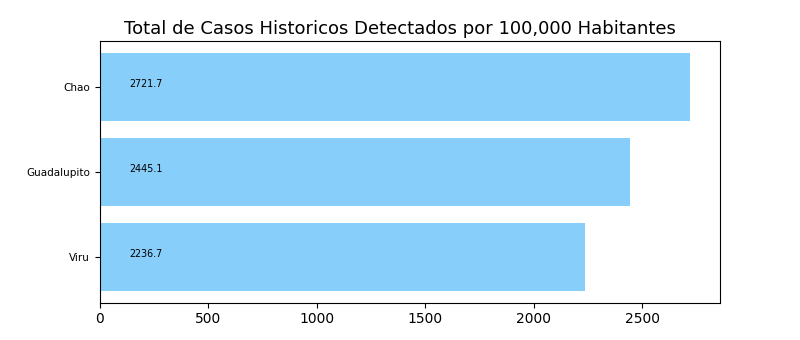 Total de Casos Historicos Detectados por 100,000 Habitantes
Chao
2721.7
Guadalupito
2445.1
Viru
2236.7
0 500 1000 1500 2000 2500